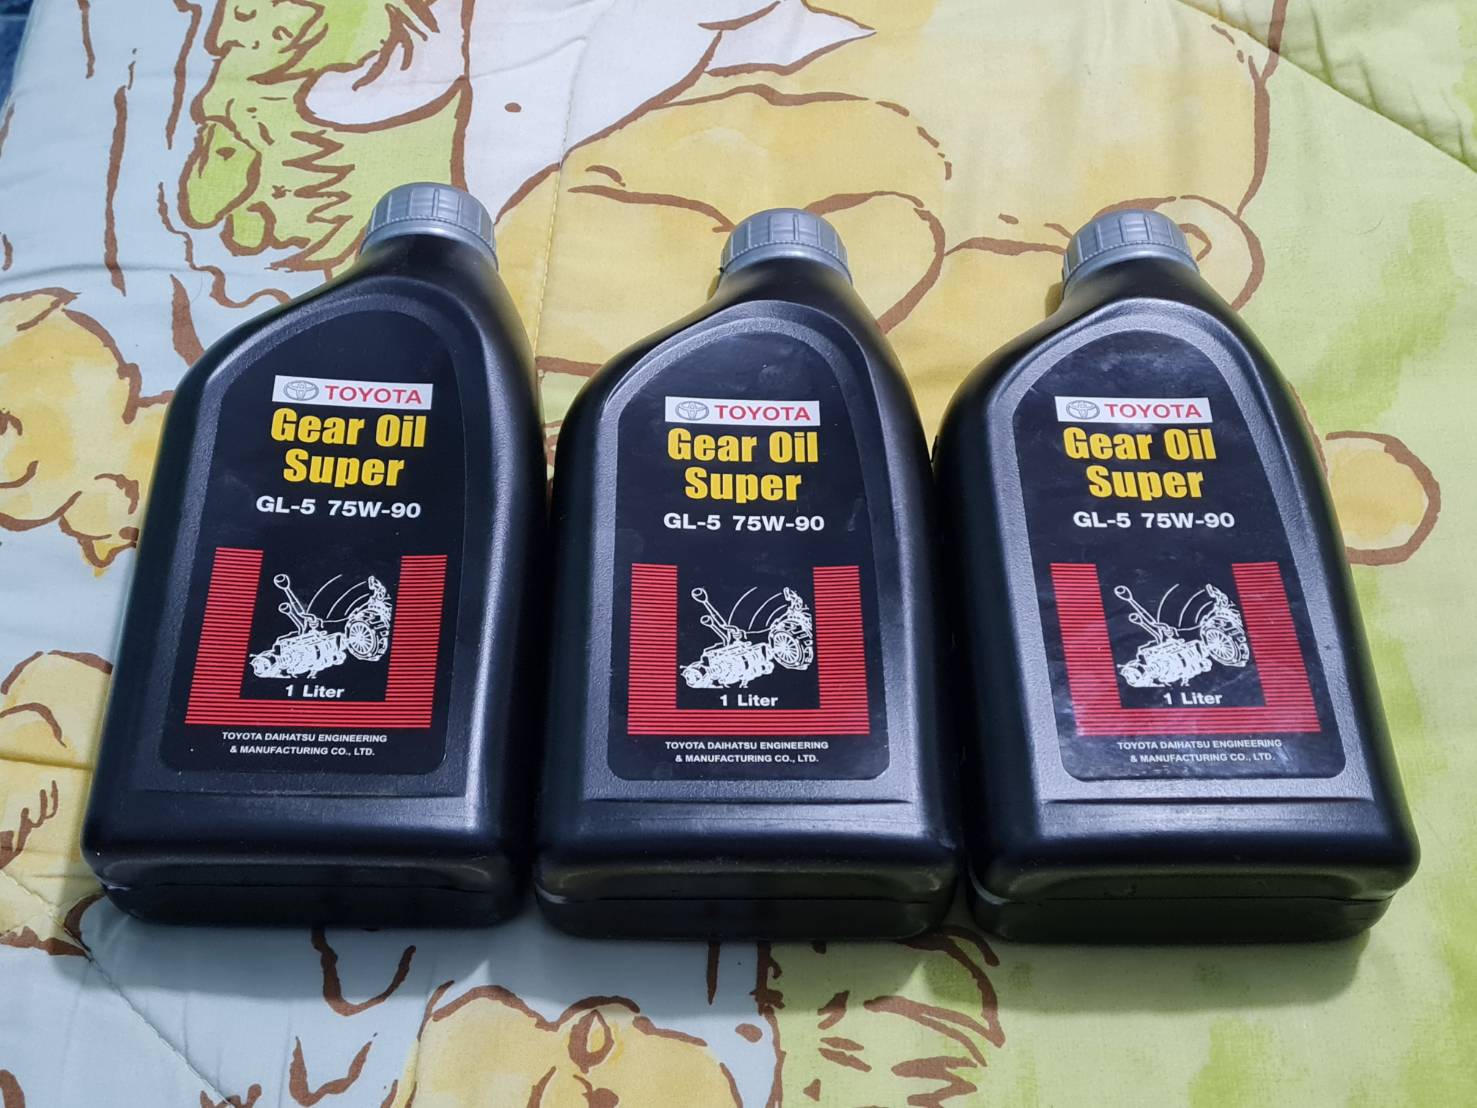 TOYOTA
Gear Oil
Super
GL-5 75W-90
1 Liter
TOYOTA DAIHATSU ENGINEERING
& MANUFACTURING CO., LTD.
TOYOTA
Gear Oil
Super
GL-5 75W-90
1 Liter
TOYOTA DAIHATSU ENGINEERING
& MANUFACTURING CO., LTD.
TOYOTA
Gear Oil
Super
GL-5 75W-90
1 Liter
TOYOTA DAIHATSU ENGINEERING
& MANUFACTURING CO., LTD.